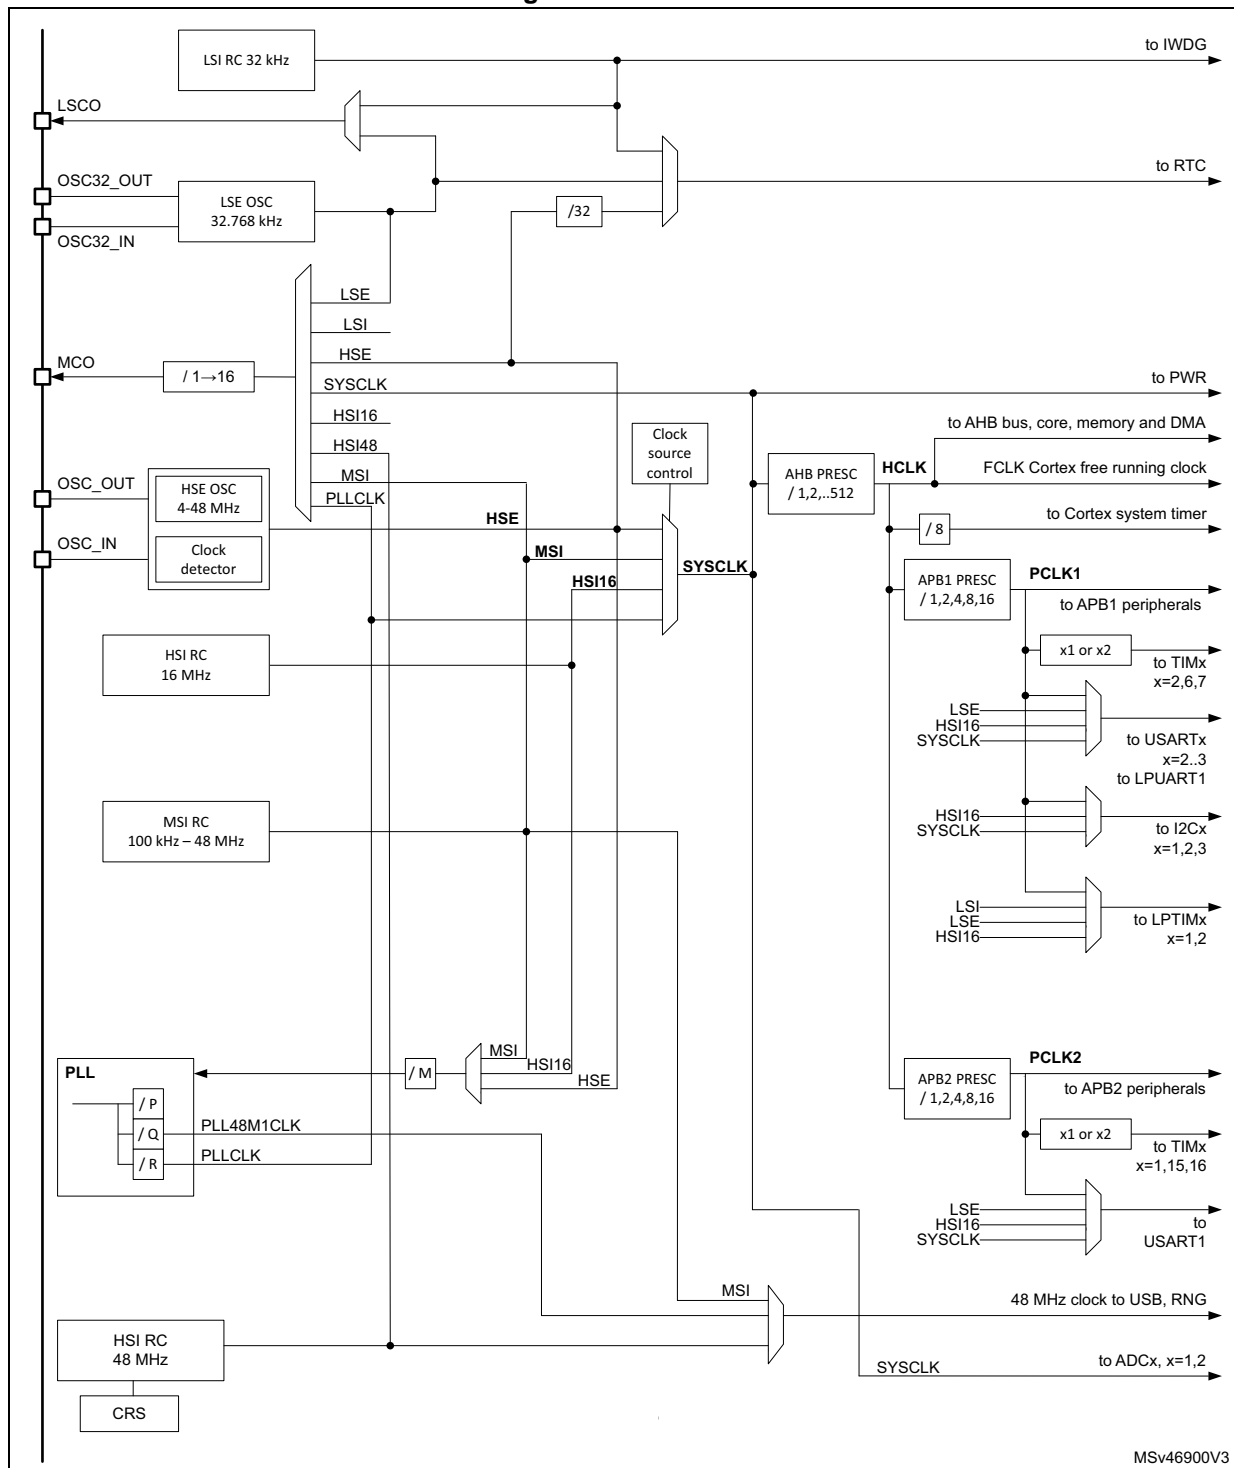 LSI RC 32 kHz
to IWDG
LSCO
OSC32_OUT
to RTC
LSE OSC
32.768 kHz
/32
OSC32_IN
LSE
LSI
MCO
HSE
/ 1→16
SYSCLK
to PWR
HSI16
to AHB bus, core, memory and DMA
Clock
source
control
HSI48
AHB PRESC
/ 1,2,..512
HCLK
FCLK Cortex free running clock
MSI
OSC_OUT
HSE OSC
4-48 MHz
PLLCLK
HSE
/ 8
to Cortex system timer
OSC_IN
Clock
detector
MSI
SYSCLK
HSI16
APB1 PRESC
/ 1,2,4,8,16
PCLK1
to APB1 peripherals
HSI RC
16 MHz
x1 or x2
to TIMx
x=2,6,7
LSE
HSI16
SYSCLK
to USARTx
x=2..3
to LPUART1
MSI RC
100 kHz – 48 MHz
HSI16
SYSCLK
to I2Cx
x=1,2,3
LSI
LSE
HSI16
to LPTIMx
x=1,2
MSI
HSI16
HSE
/ M
PLL
/ P
/ Q
/ R
PLL48M1CLK
PLLCLK
APB2 PRESC
/ 1,2,4,8,16
PCLK2
to APB2 peripherals
x1 or x2
to TIMx
x=1,15,16
LSE
HSI16
SYSCLK
to
USART1
MSI
48 MHz clock to USB, RNG
HSI RC
48 MHz
SYSCLK
to ADCx, x=1,2
CRS
MSv46900V3